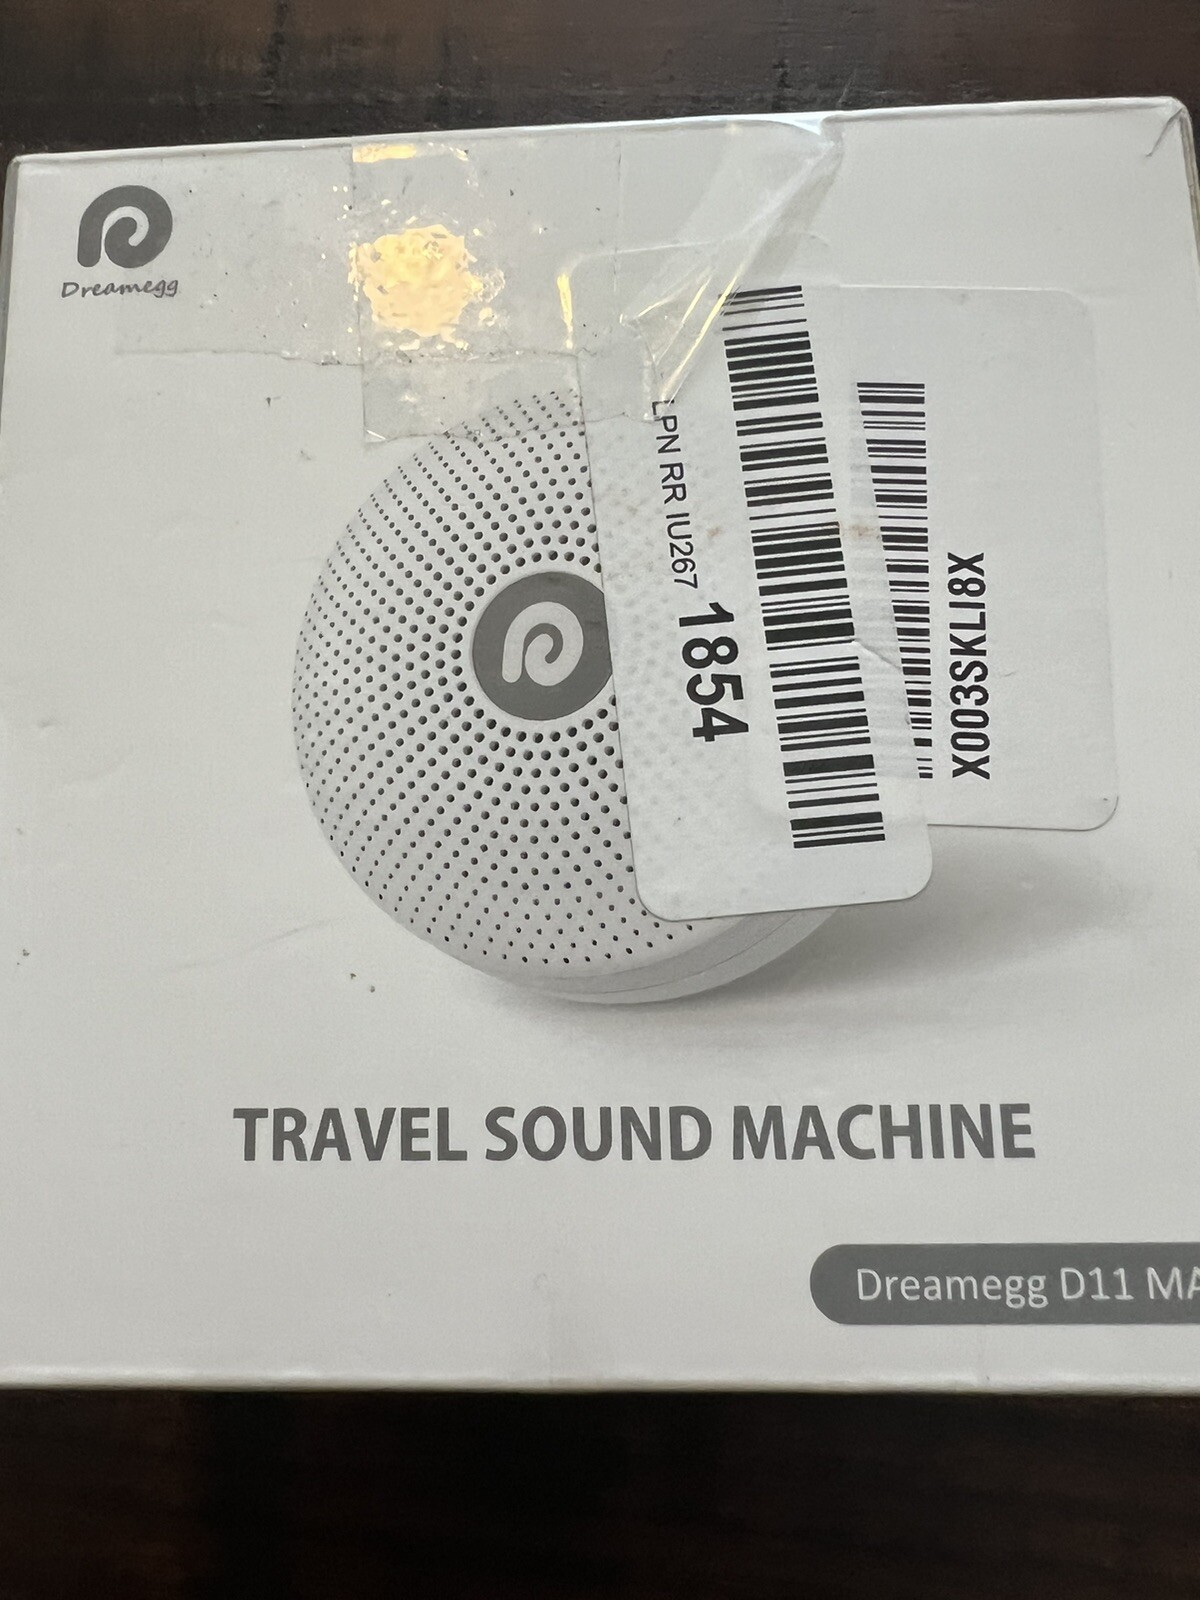 Dreamegg
LPN RR IU267 1854
X003SKLI8X
TRAVEL SOUND MACHINE
Dreamegg D11 MA